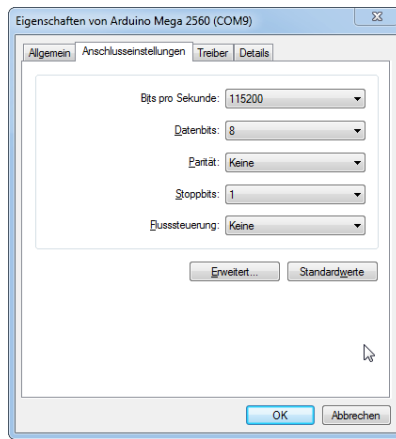 Eigenschaften von Arduino Mega 2560 (COM9)
Allgemein Anschlusseinstellungen Treiber Details
Bits pro Sekunde: 115200
Datenbits: 8
Parität: Keine
Stoppbits: 1
Flusssteuerung: Keine
Erweitert... Standardwerte
OK Abbrechen